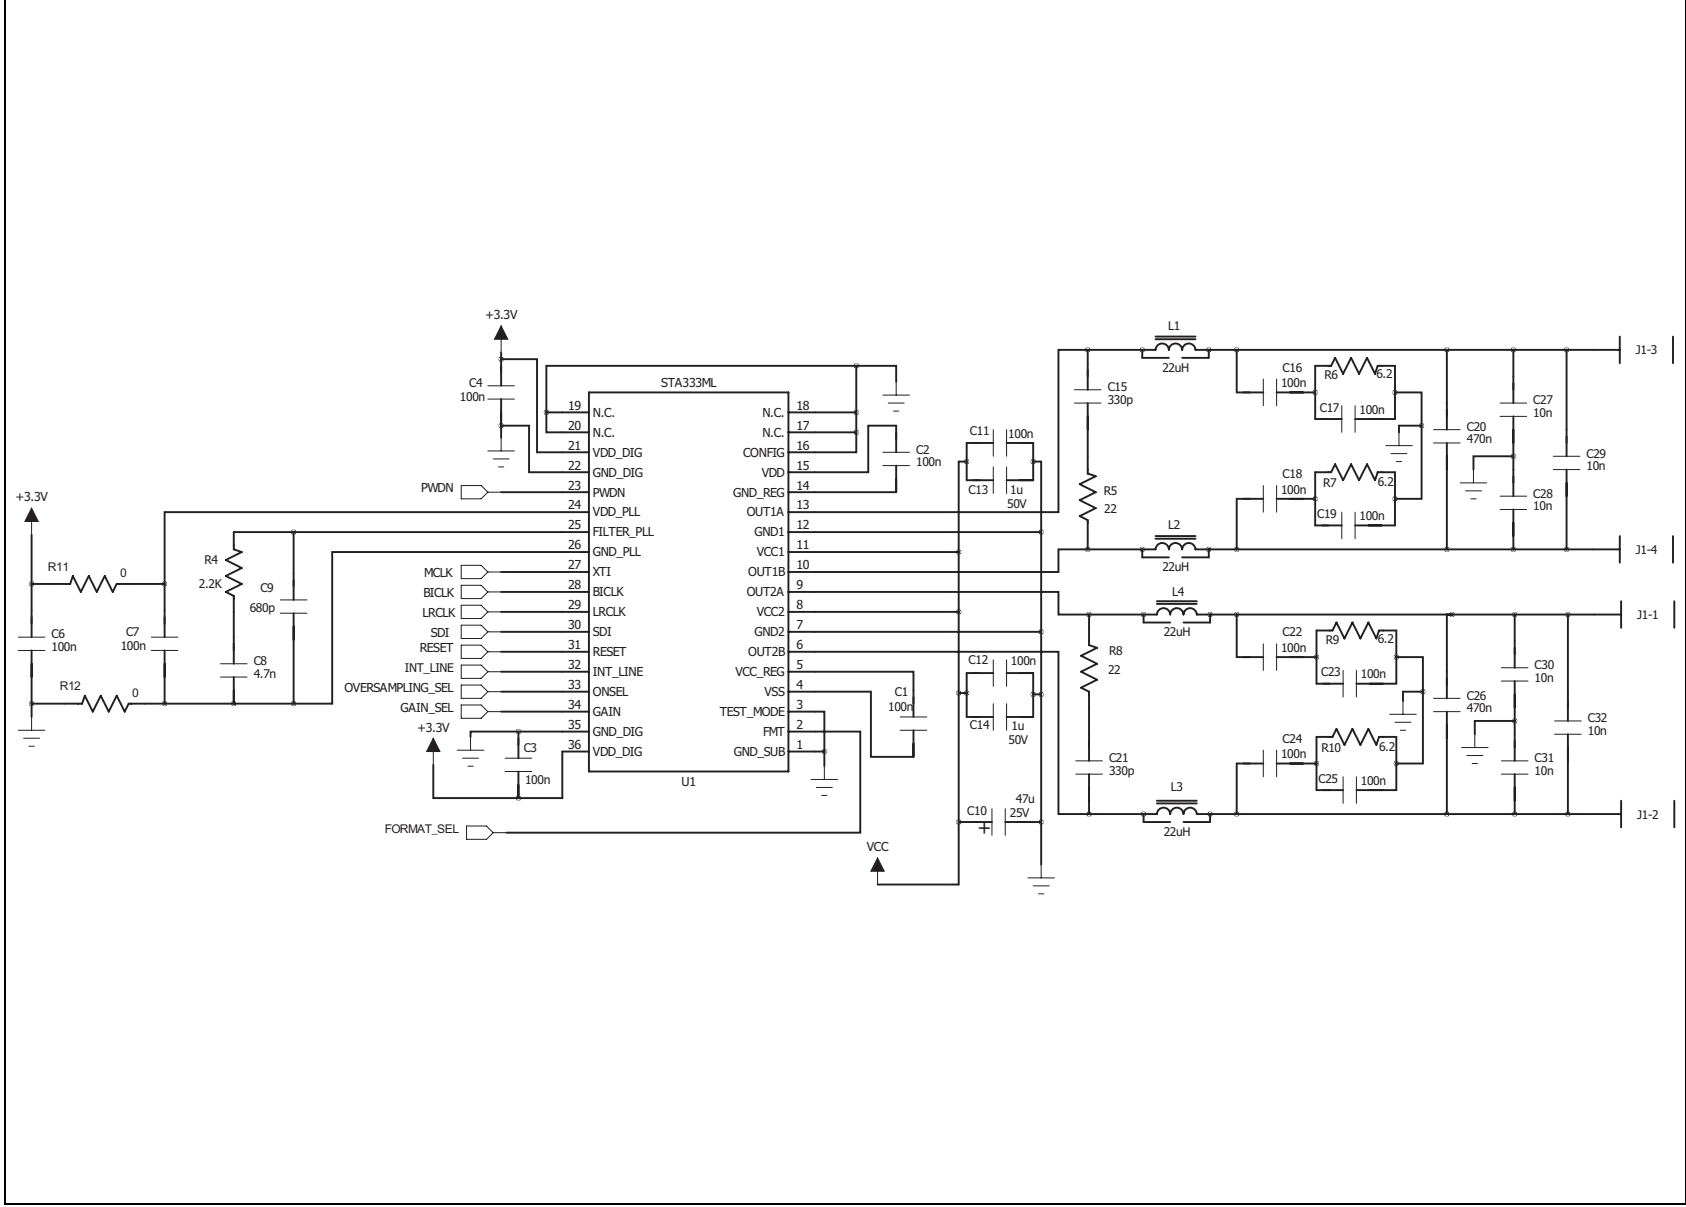 +3.3V
C4
100n
STA333ML
19 N.C.
20 N.C.
21 VDD_DIG
22 GND_DIG
23 PWDN
24 VDD_PLL
25 FILTER_PLL
26 GND_PLL
27 XTI
28 BICLK
29 LRCLK
30 SDI
31 RESET
32 INT_LINE
33 ONSEL
34 GAIN
35 GND_DIG
36 VDD_DIG
N.C. 18
N.C. 17
CONFIG 16
VDD 15
GND_REG 14
OUT1A 13
GND1 12
VCC1 11
OUT1B 10
OUT2A 9
VCC2 8
GND2 7
OUT2B 6
VCC_REG 5
VSS 4
TEST_MODE 3
FMT 2
GND_SUB 1
U1
PWDN
MCLK
BICLK
LRCLK
SDI
RESET
INT_LINE
OVERSAMPLING_SEL
GAIN_SEL
+3.3V
C3
100n
FORMAT_SEL
+3.3V
R11 0
C6
100n
C7
100n
R12 0
R4
2.2K
C9
680p
C8
4.7n
C2
100n
C1
100n
C11 100n
C13 1u
50V
C12 100n
C14 1u
50V
C10 47u
25V
VCC
L1
22uH
C15
330p
R5
22
L2
22uH
C16
100n
R6 6.2
C17 100n
C18
100n
R7 6.2
C19 100n
C20
470n
C27
10n
C28
10n
C29
10n
J1-3
J1-4
L4
22uH
R8
22
C21
330p
L3
22uH
C22
100n
R9 6.2
C23 100n
C24
100n
R10 6.2
C25 100n
C26
470n
C30
10n
C31
10n
C32
10n
J1-1
J1-2